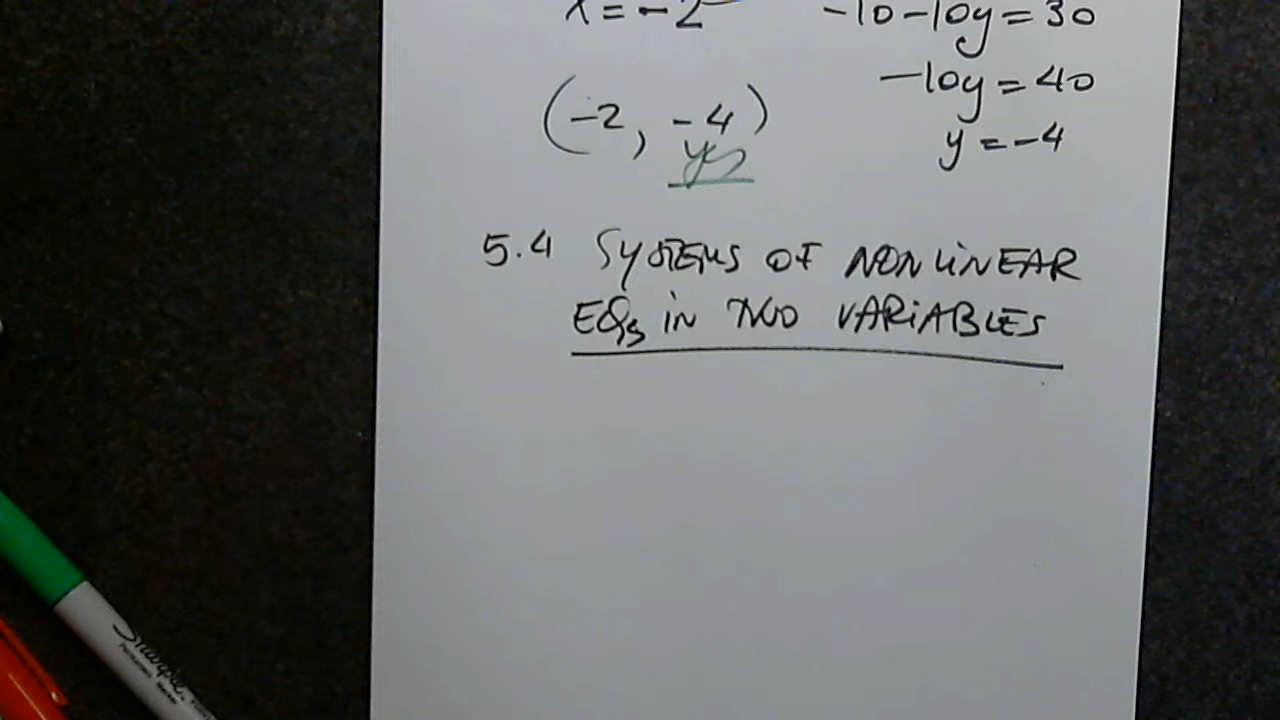 x = -2
-10 - 10y = 30
-10y = 40
(-2, -4)
y = -4
yes
5.4 SYSTEMS OF NONLINEAR
EQs IN TWO VARIABLES
Sharpie